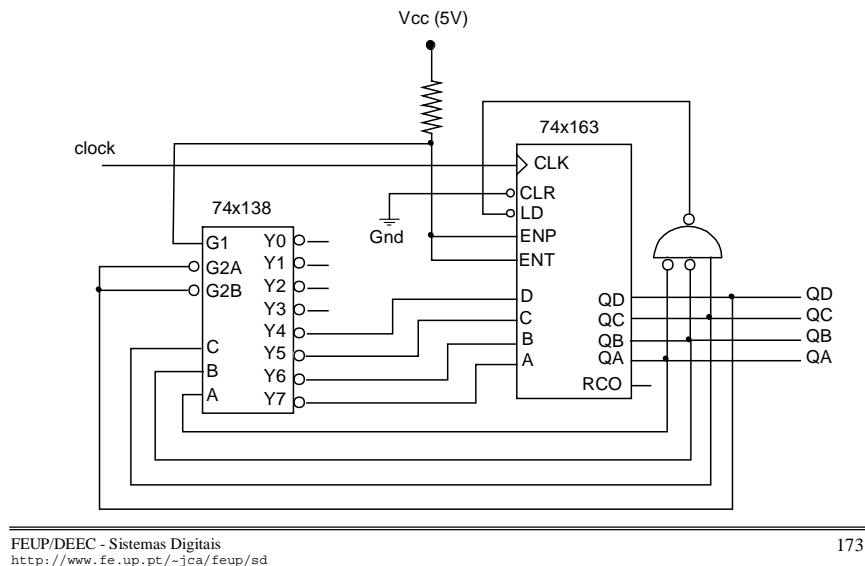 Vcc (5V)
74x163
clock
CLK
CLR
LD
Gnd
ENP
ENT
74x138
G1 Y0
G2A Y1
G2B Y2
Y3
Y4
C Y5
B Y6
A Y7
D QD QD
C QC QC
B QB QB
A QA QA
RCO
FEUP/DEEC - Sistemas Digitais 173
http://www.fe.up.pt/~jca/feup/sd